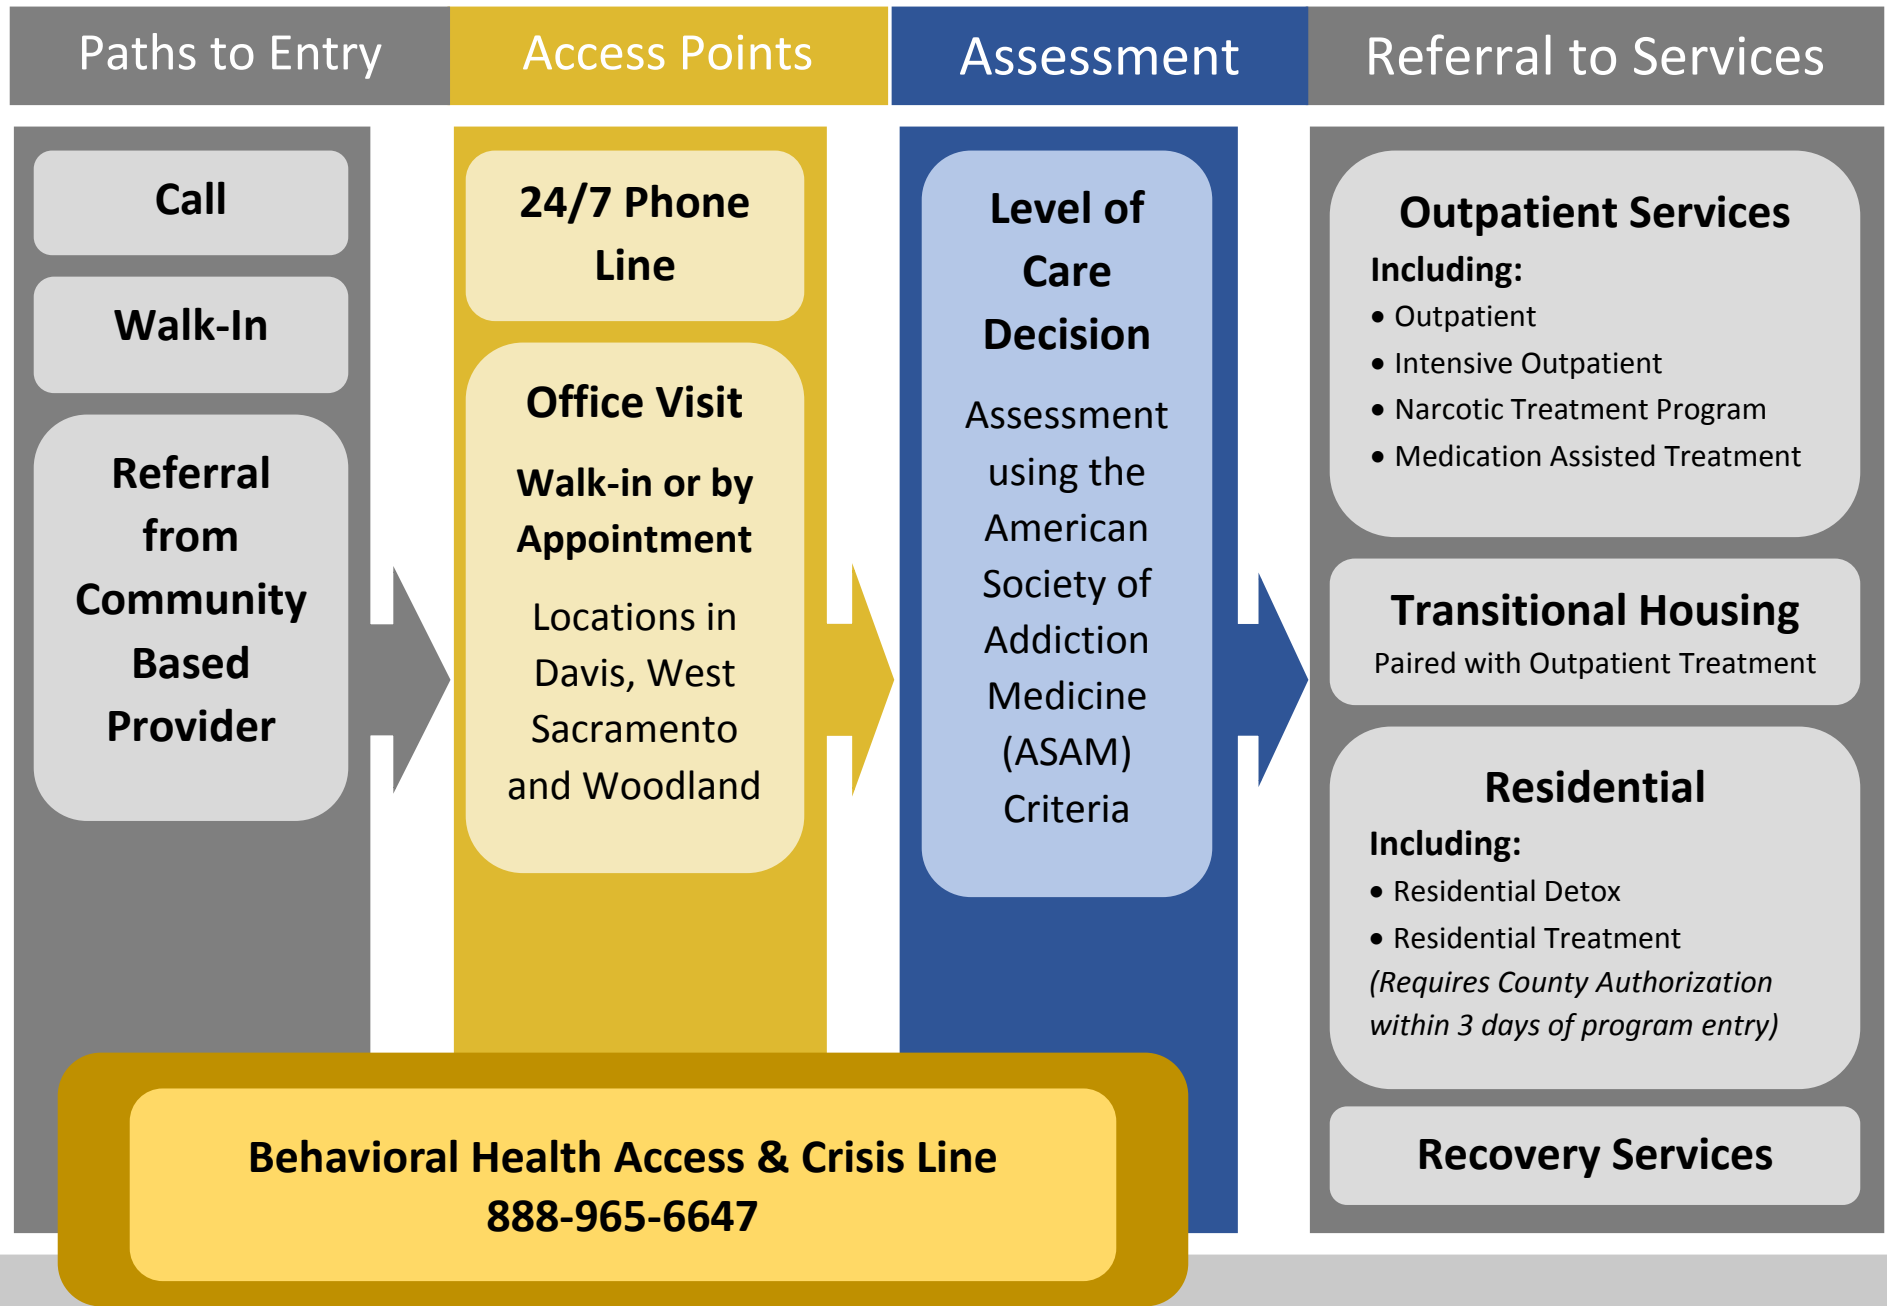 Paths to Entry
Access Points
Assessment
Referral to Services
Call
Walk-In
Referral
from
Community
Based
Provider
24/7 Phone
Line
Office Visit
Walk-in or by
Appointment
Locations in
Davis, West
Sacramento
and Woodland
Level of
Care
Decision
Assessment
using the
American
Society of
Addiction
Medicine
(ASAM)
Criteria
Outpatient Services
Including:
• Outpatient
• Intensive Outpatient
• Narcotic Treatment Program
• Medication Assisted Treatment
Transitional Housing
Paired with Outpatient Treatment
Residential
Including:
• Residential Detox
• Residential Treatment
(Requires County Authorization
within 3 days of program entry)
Recovery Services
Behavioral Health Access & Crisis Line
888-965-6647